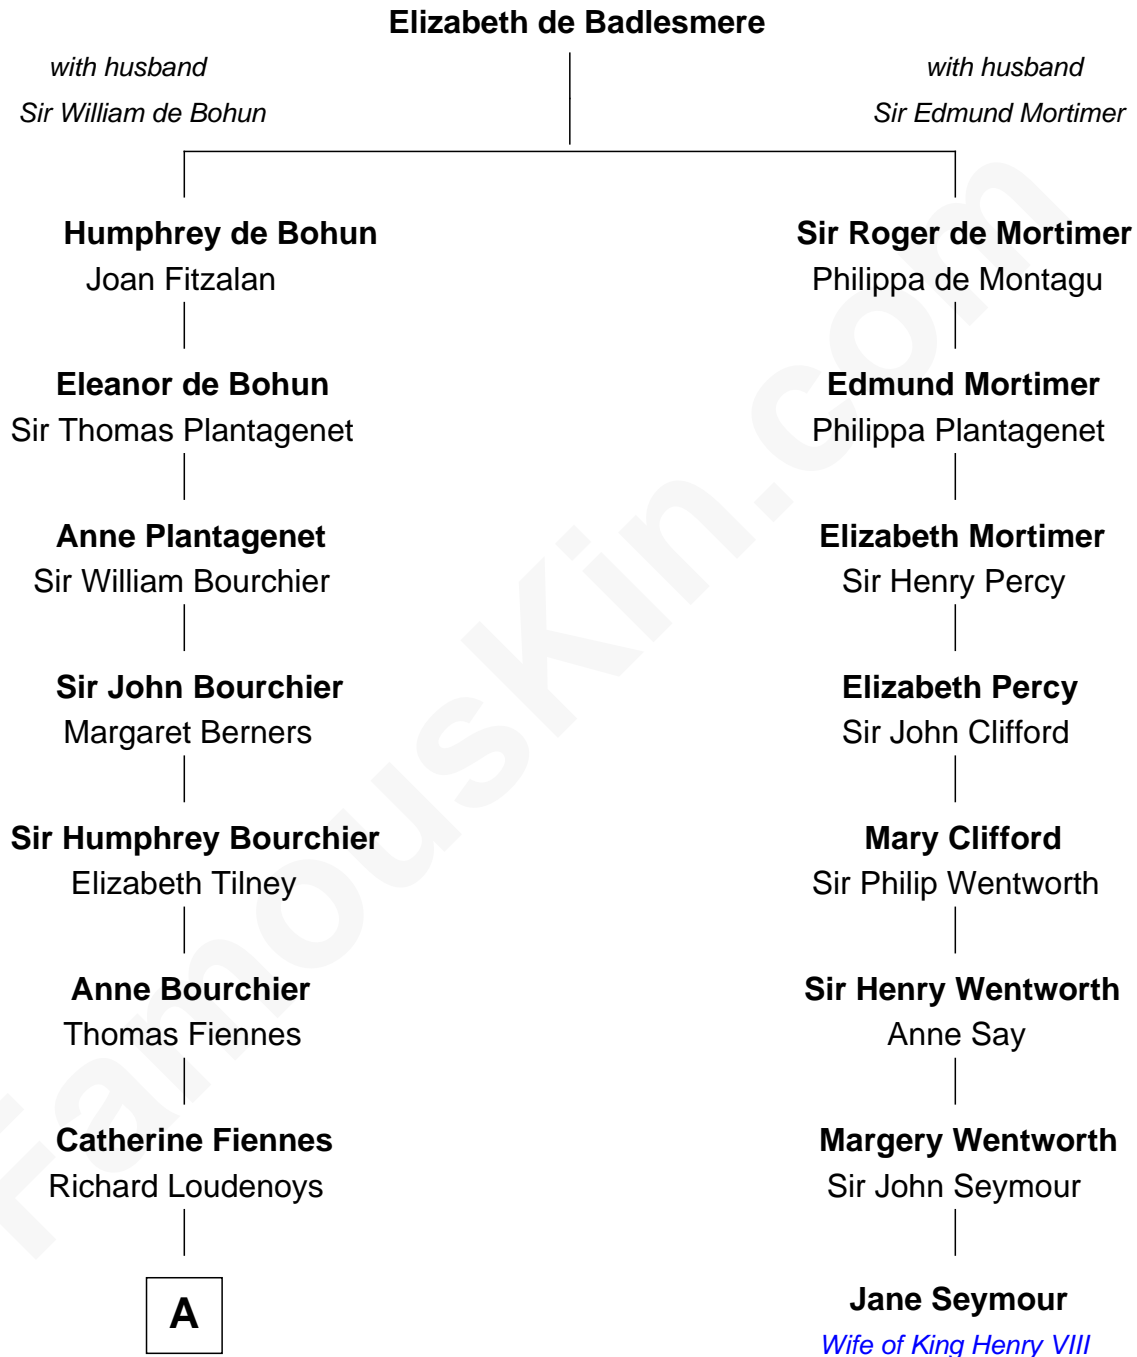 Elizabeth de Badlesmere
with husband
Sir William de Bohun
with husband
Sir Edmund Mortimer
Humphrey de Bohun
Joan Fitzalan
Eleanor de Bohun
Sir Thomas Plantagenet
Anne Plantagenet
Sir William Bourchier
Sir John Bourchier
Margaret Berners
Sir Humphrey Bourchier
Elizabeth Tilney
Anne Bourchier
Thomas Fiennes
Catherine Fiennes
Richard Loudenoys
A
Sir Roger de Mortimer
Philippa de Montagu
Edmund Mortimer
Philippa Plantagenet
Elizabeth Mortimer
Sir Henry Percy
Elizabeth Percy
Sir John Clifford
Mary Clifford
Sir Philip Wentworth
Sir Henry Wentworth
Anne Say
Margery Wentworth
Sir John Seymour
Jane Seymour
Wife of King Henry VIII
FamousKin.com